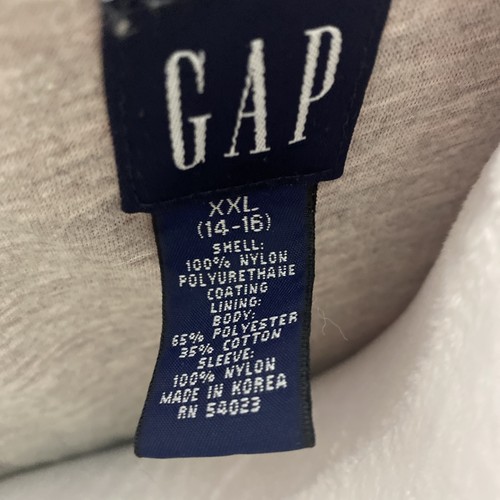 GAP
XXL
(14-16)
SHELL:
100% NYLON
POLYURETHANE
COATING
LINING:
BODY:
65% POLYESTER
35% COTTON
SLEEVE:
100% NYLON
MADE IN KOREA
RN 54023